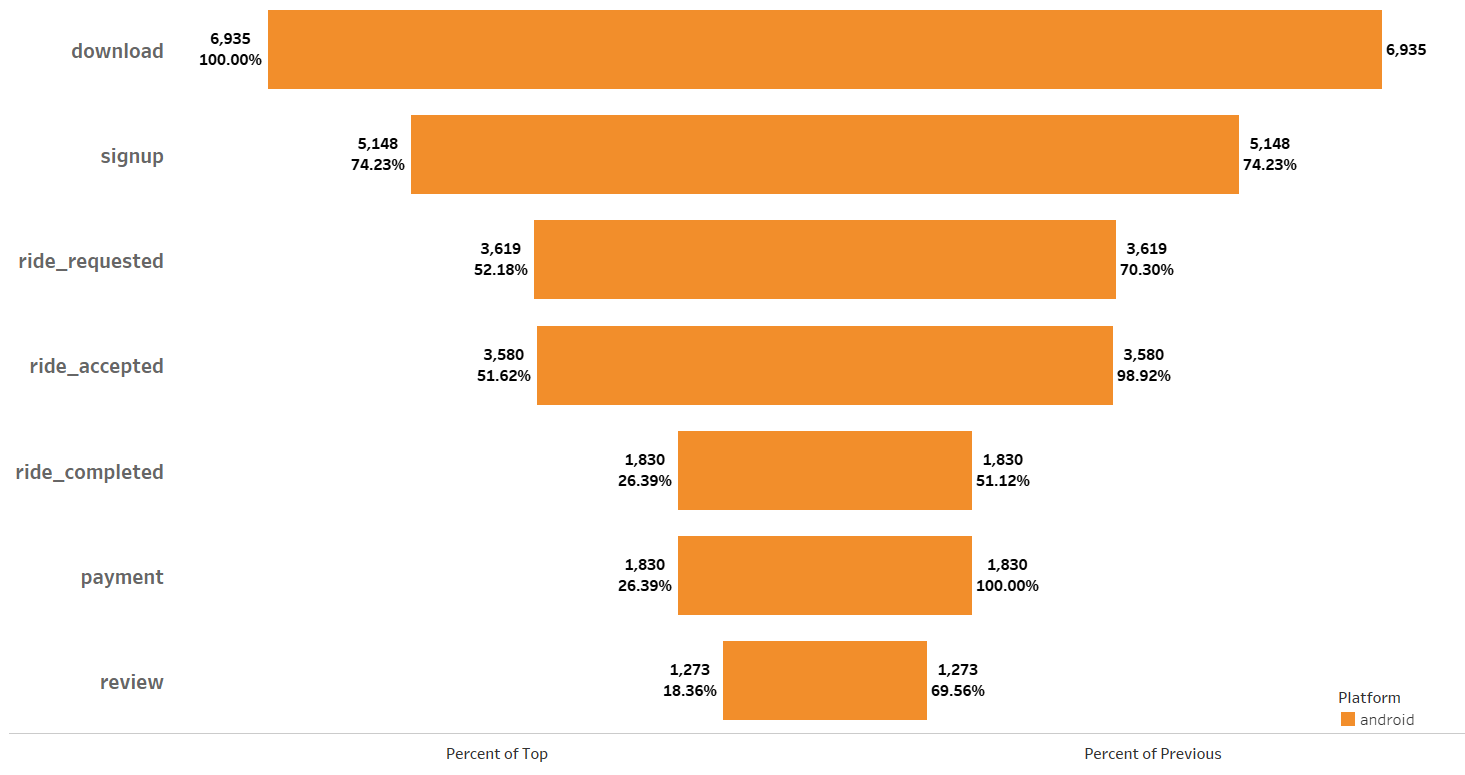 download
6,935
100.00%
6,935
signup
5,148
74.23%
5,148
74.23%
ride_requested
3,619
52.18%
3,619
70.30%
ride_accepted
3,580
51.62%
3,580
98.92%
ride_completed
1,830
26.39%
1,830
51.12%
payment
1,830
26.39%
1,830
100.00%
review
1,273
18.36%
1,273
69.56%
Platform
android
Percent of Top
Percent of Previous